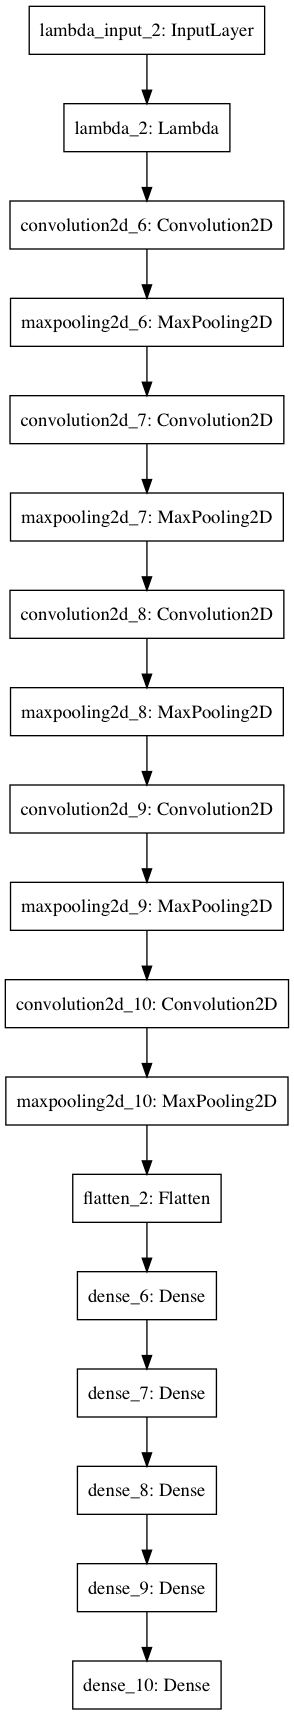 lambda_input_2: InputLayer
lambda_2: Lambda
convolution2d_6: Convolution2D
maxpooling2d_6: MaxPooling2D
convolution2d_7: Convolution2D
maxpooling2d_7: MaxPooling2D
convolution2d_8: Convolution2D
maxpooling2d_8: MaxPooling2D
convolution2d_9: Convolution2D
maxpooling2d_9: MaxPooling2D
convolution2d_10: Convolution2D
maxpooling2d_10: MaxPooling2D
flatten_2: Flatten
dense_6: Dense
dense_7: Dense
dense_8: Dense
dense_9: Dense
dense_10: Dense